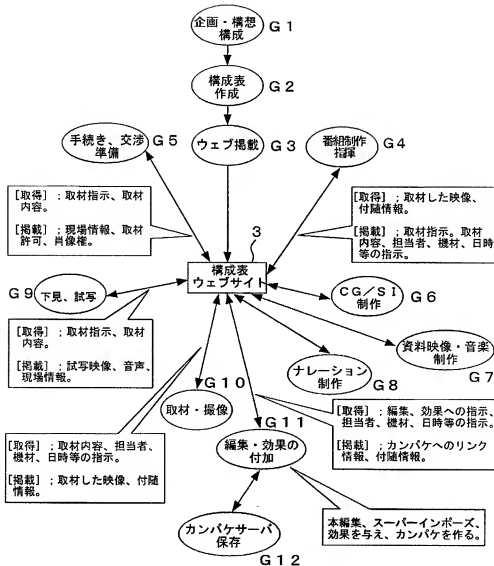 企画・構想
構成
G1
構成表
作成
G2
ウェブ掲載
G3
手続き、交渉
準備
G5
番組制作
指揮
G4
[取得]；取材指示、取材
内容。
[掲載]；現場情報、取材
許可、肖像権。
[取得]；取材した映像、
付随情報。
[掲載]；取材指示。取材
内容、担当者、機材、日時
等の指示。
3
構成表
ウェブサイト
G9
下見、試写
CG／SI
制作
G6
[取得]；取材指示、取材
内容。
[掲載]；試写映像、音声、
現場情報。
資料映像・音楽
制作
G7
ナレーション
制作
G8
G10
取材・撮像
G11
編集・効果の
付加
[取得]；編集、効果への指示、
担当者、機材、日時等の指示。
[掲載]；カンパケへのリンク
情報、付随情報。
[取得]；取材内容、担当者、
機材、日時等の指示。
[掲載]；取材した映像、付随
情報。
カンパケサーバ
保存
G12
本編集、スーパーインポーズ、
効果を与え、カンパケを作る。